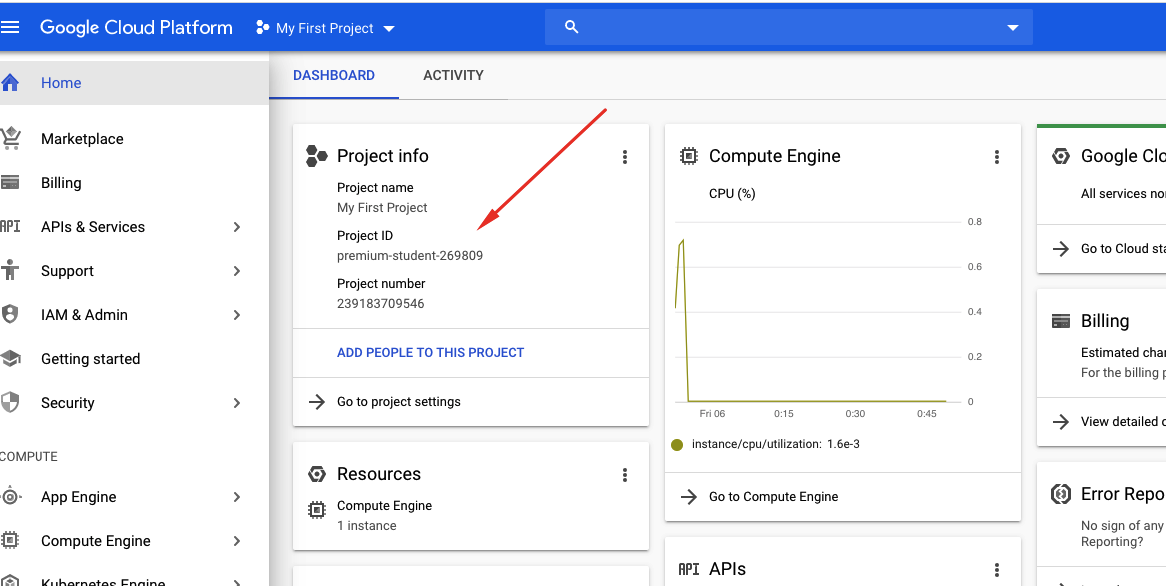 Google Cloud Platform
My First Project
Home
Marketplace
Billing
API
APIs & Services
Support
IAM & Admin
Getting started
Security
COMPUTE
App Engine
Compute Engine
Kubernetes Engine
DASHBOARD
ACTIVITY
Project info
Project name
My First Project
Project ID
premium-student-269809
Project number
239183709546
ADD PEOPLE TO THIS PROJECT
Go to project settings
Resources
Compute Engine
1 instance
Compute Engine
CPU (%)
0.8
0.6
0.4
0.2
0
Fri 06 0:15 0:30 0:45
instance/cpu/utilization: 1.6e-3
Go to Compute Engine
API
APIs
Google Clo
All services nor
Go to Cloud sta
Billing
Estimated char
For the billing p
View detailed c
Error Repo
No sign of any
Reporting?